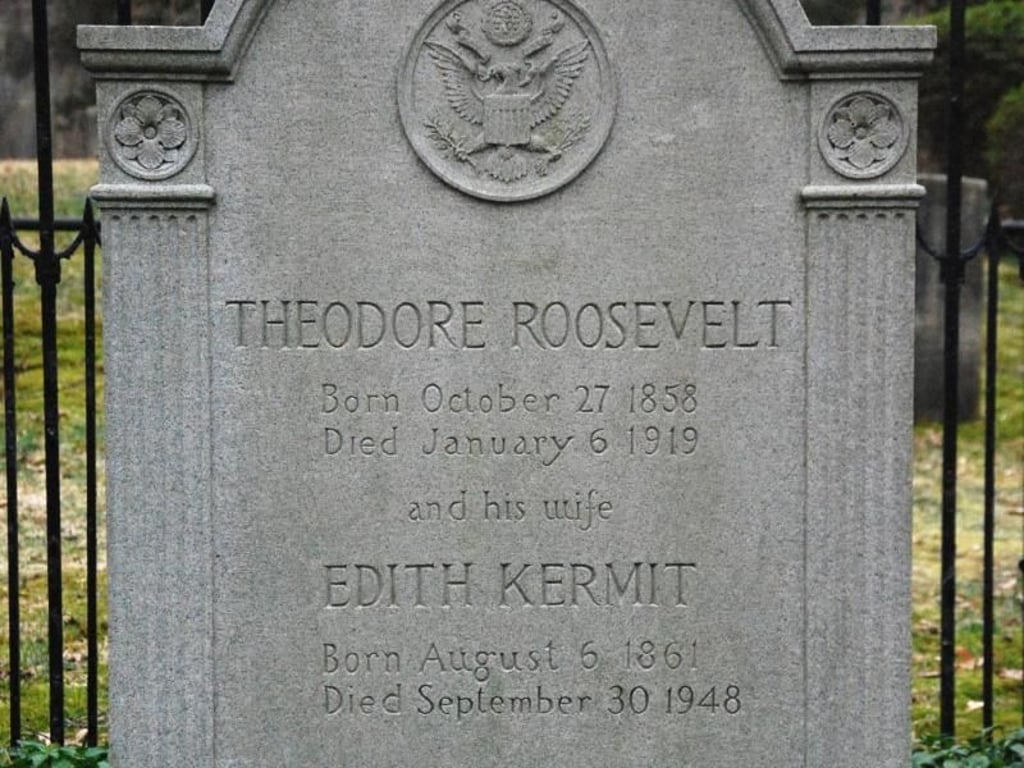 THEODORE ROOSEVELT
Born October 27 1858
Died January 6 1919
and his wife
EDITH KERMIT
Born August 6 1861
Died September 30 1948